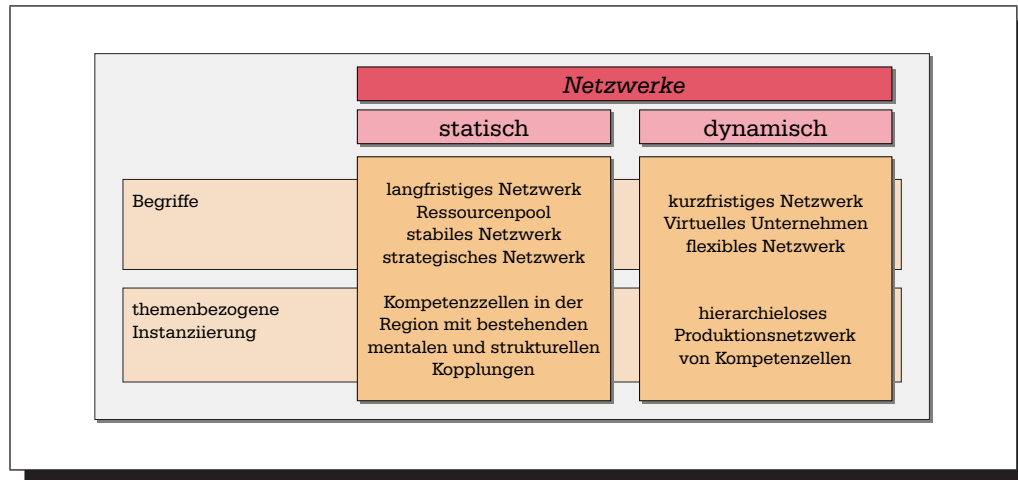 Netzwerke
statisch
dynamisch
Begriffe
langfristiges Netzwerk
Ressourcenpool
stabiles Netzwerk
strategisches Netzwerk
kurzfristiges Netzwerk
Virtuelles Unternehmen
flexibles Netzwerk
themenbezogene
Instanziierung
Kompetenzzellen in der
Region mit bestehenden
mentalen und strukturellen
Kopplungen
hierarchieloses
Produktionsnetzwerk
von Kompetenzellen